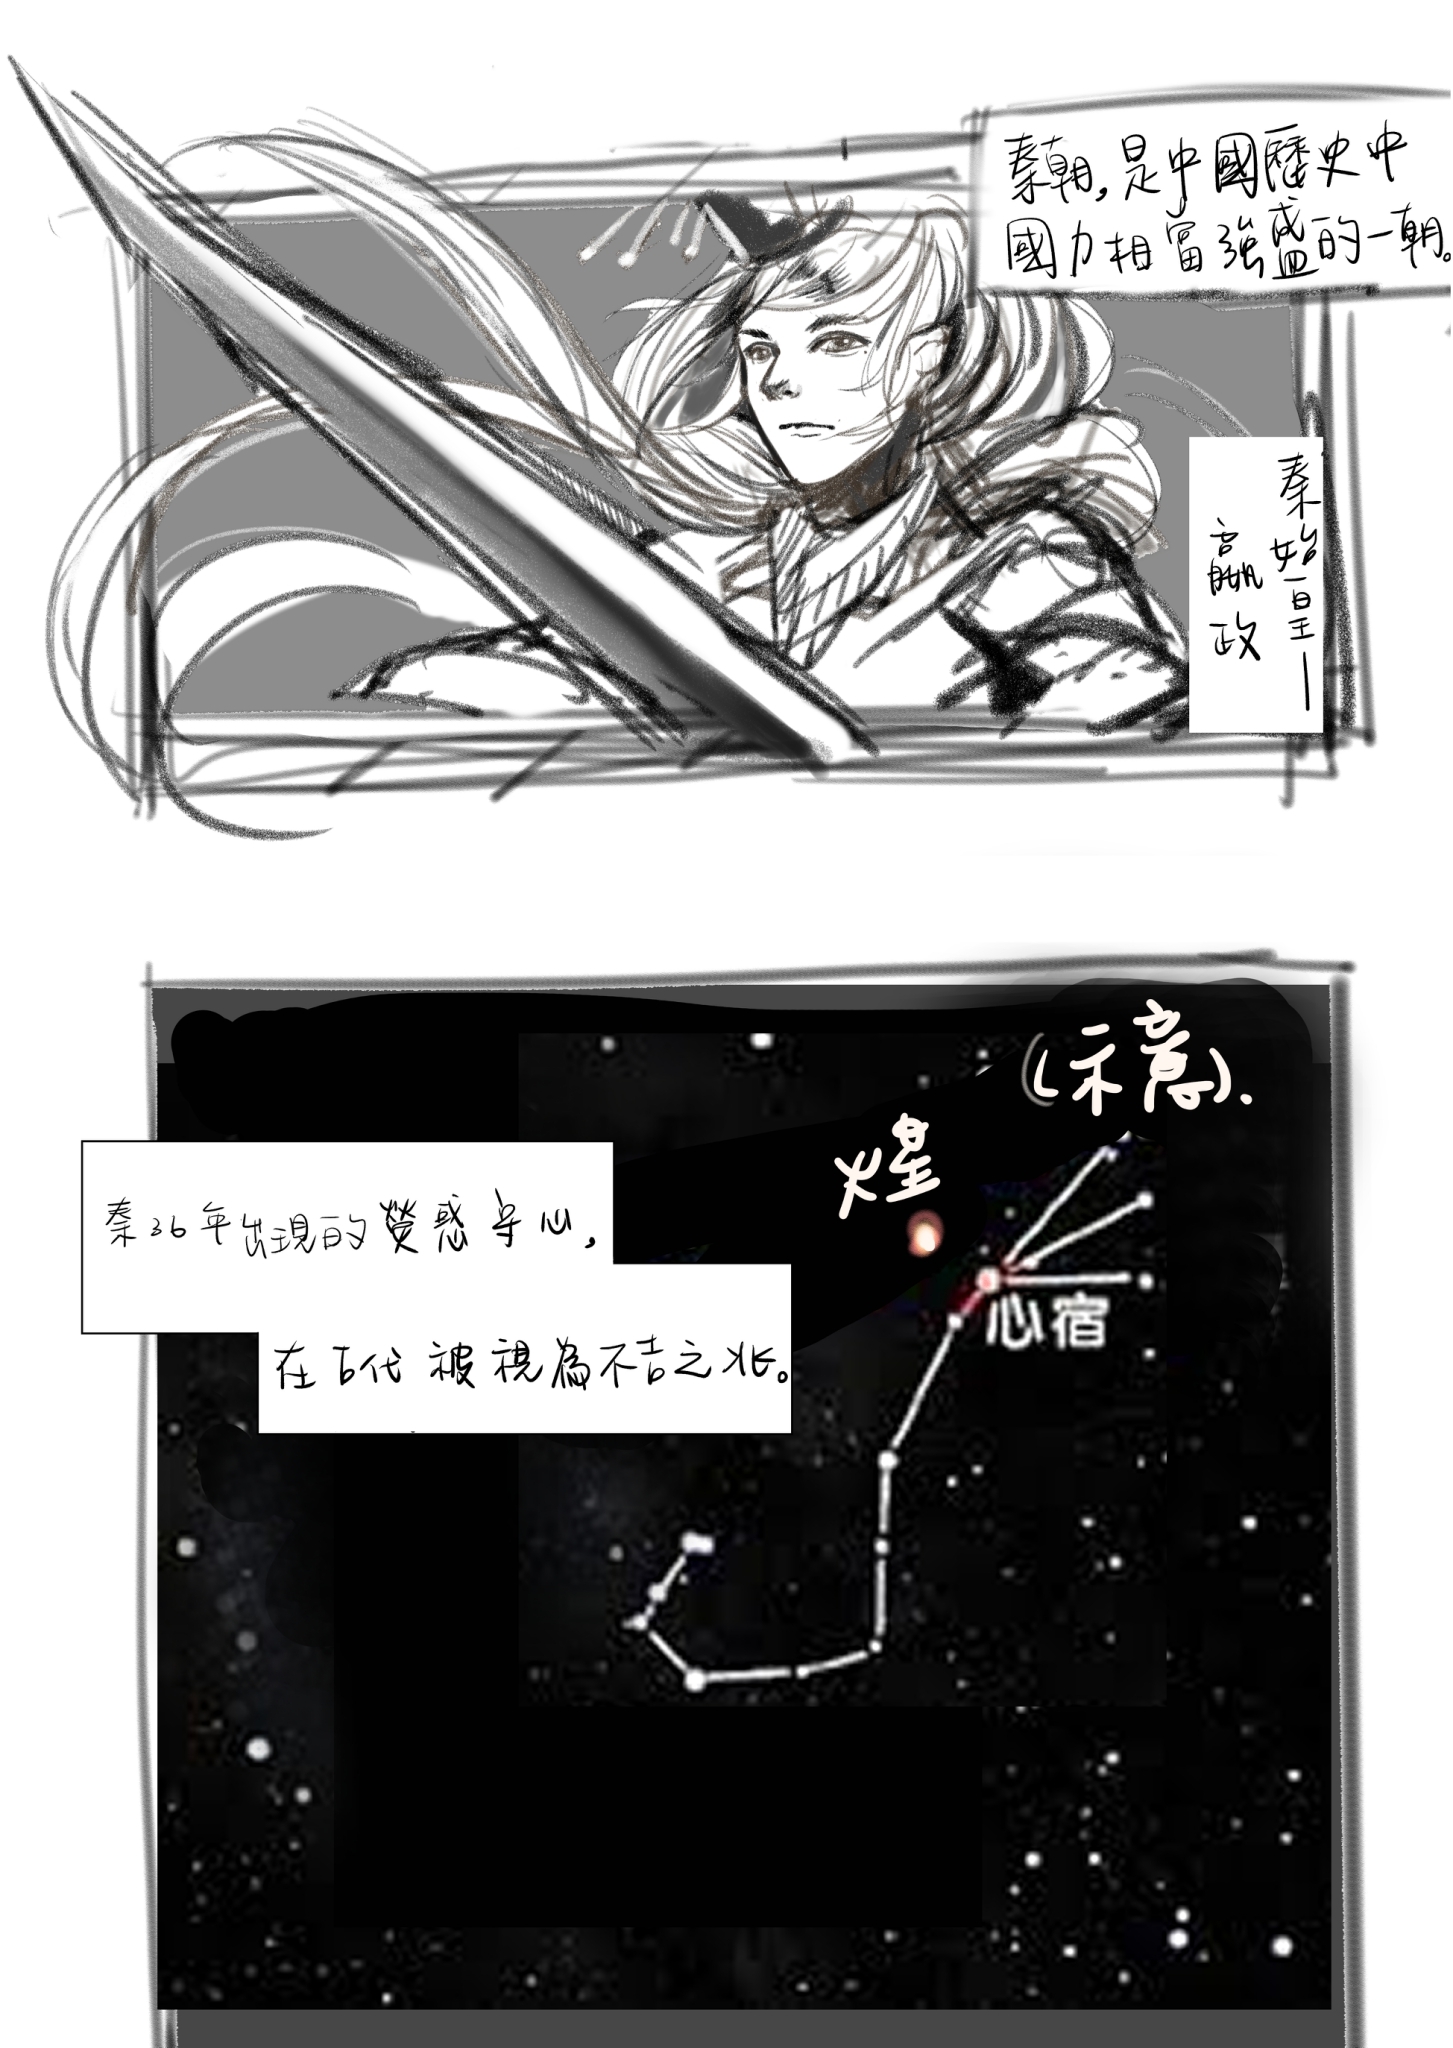 秦朝,是中國歷史中
國力相當強盛的一朝。
秦始皇—
嬴政
(示意).
火星
秦36年出現的熒惑守心,
心宿
在古代被視為不吉之兆。